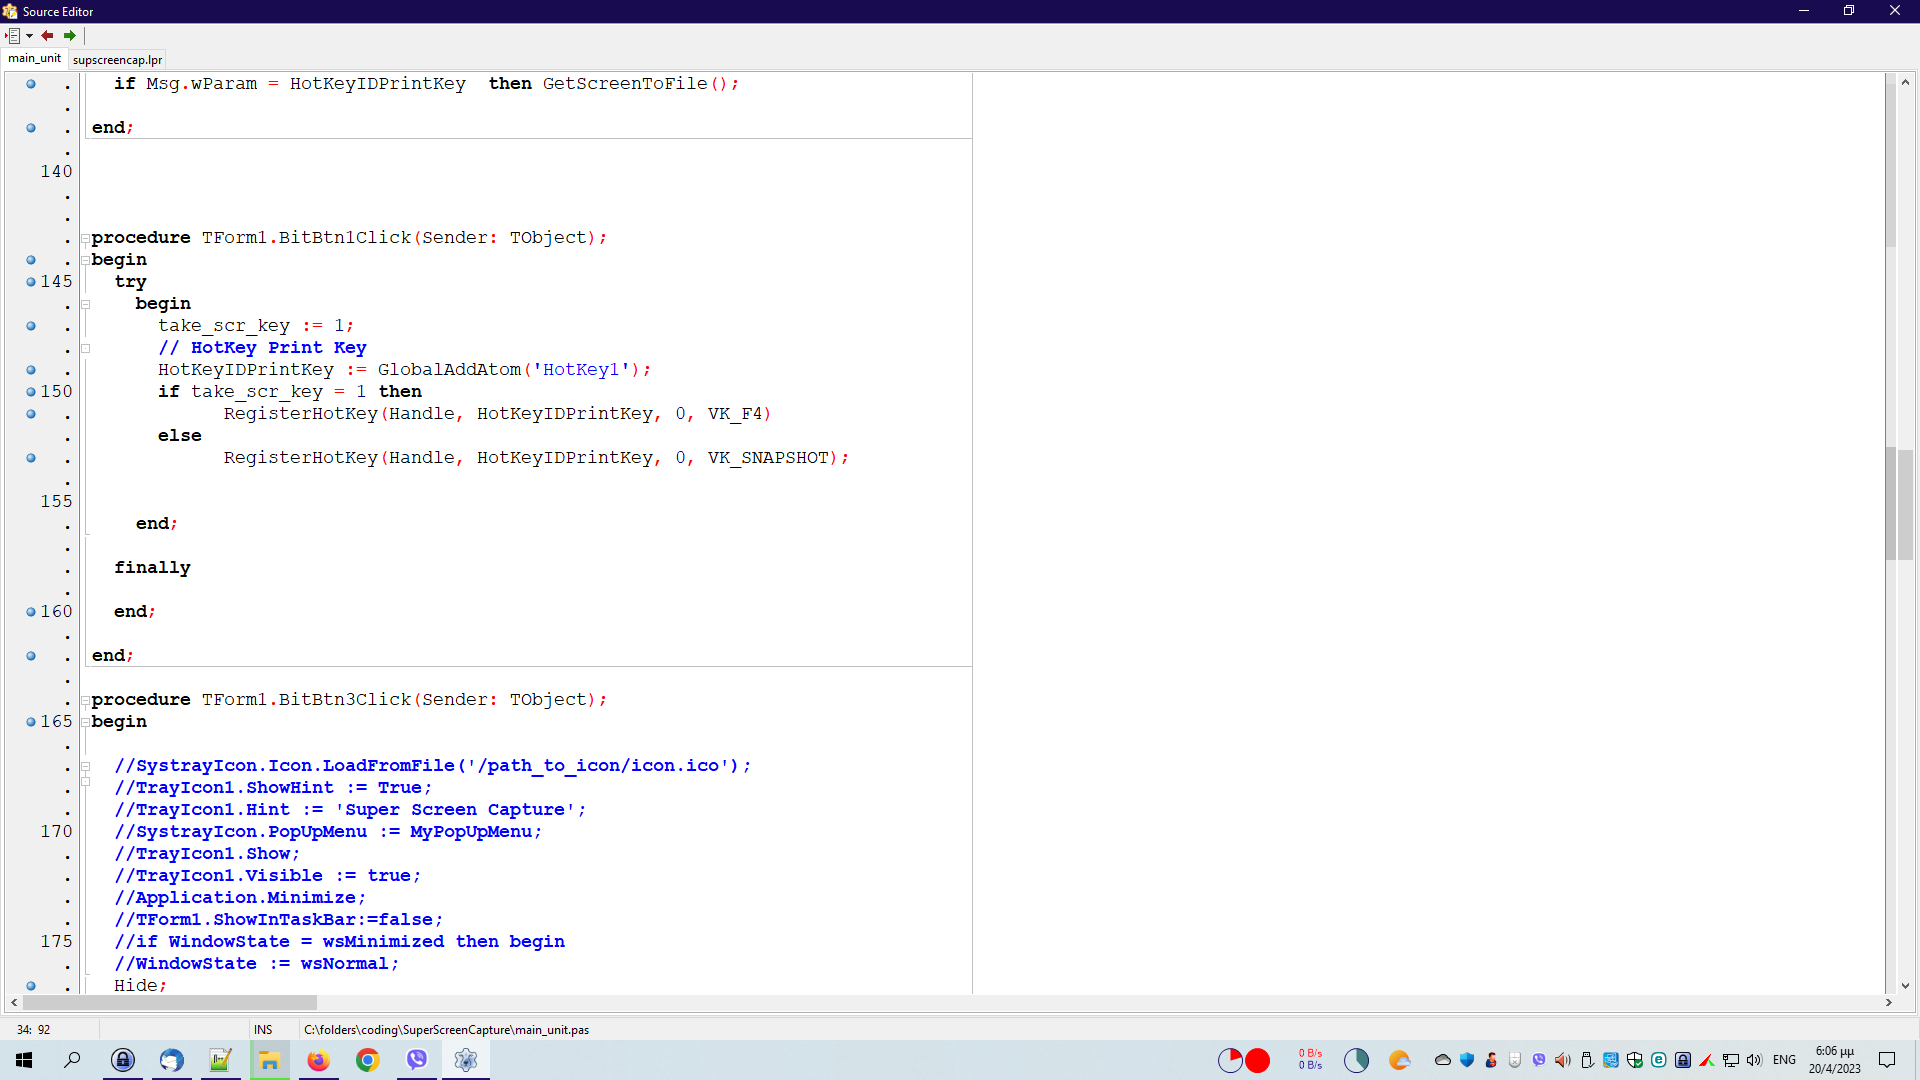 Source Editor
main_unit supscreencap.lpr
if Msg.wParam = HotKeyIDPrintKey  then GetScreenToFile();
end;
140
procedure TForm1.BitBtn1Click(Sender: TObject);
begin
145 try
begin
take_scr_key := 1;
// HotKey Print Key
HotKeyIDPrintKey := GlobalAddAtom('HotKey1');
150 if take_scr_key = 1 then
RegisterHotKey(Handle, HotKeyIDPrintKey, 0, VK_F4)
else
RegisterHotKey(Handle, HotKeyIDPrintKey, 0, VK_SNAPSHOT);
155
end;
finally
160 end;
end;
procedure TForm1.BitBtn3Click(Sender: TObject);
165 begin
//SystrayIcon.Icon.LoadFromFile('/path_to_icon/icon.ico');
//TrayIcon1.ShowHint := True;
//TrayIcon1.Hint := 'Super Screen Capture';
170 //SystrayIcon.PopUpMenu := MyPopUpMenu;
//TrayIcon1.Show;
//TrayIcon1.Visible := true;
//Application.Minimize;
//TForm1.ShowInTaskBar:=false;
175 //if WindowState = wsMinimized then begin
//WindowState := wsNormal;
Hide;
34: 92 INS C:\folders\coding\SuperScreenCapture\main_unit.pas
0 B/s
0 B/s
ENG
6:06 μμ
20/4/2023